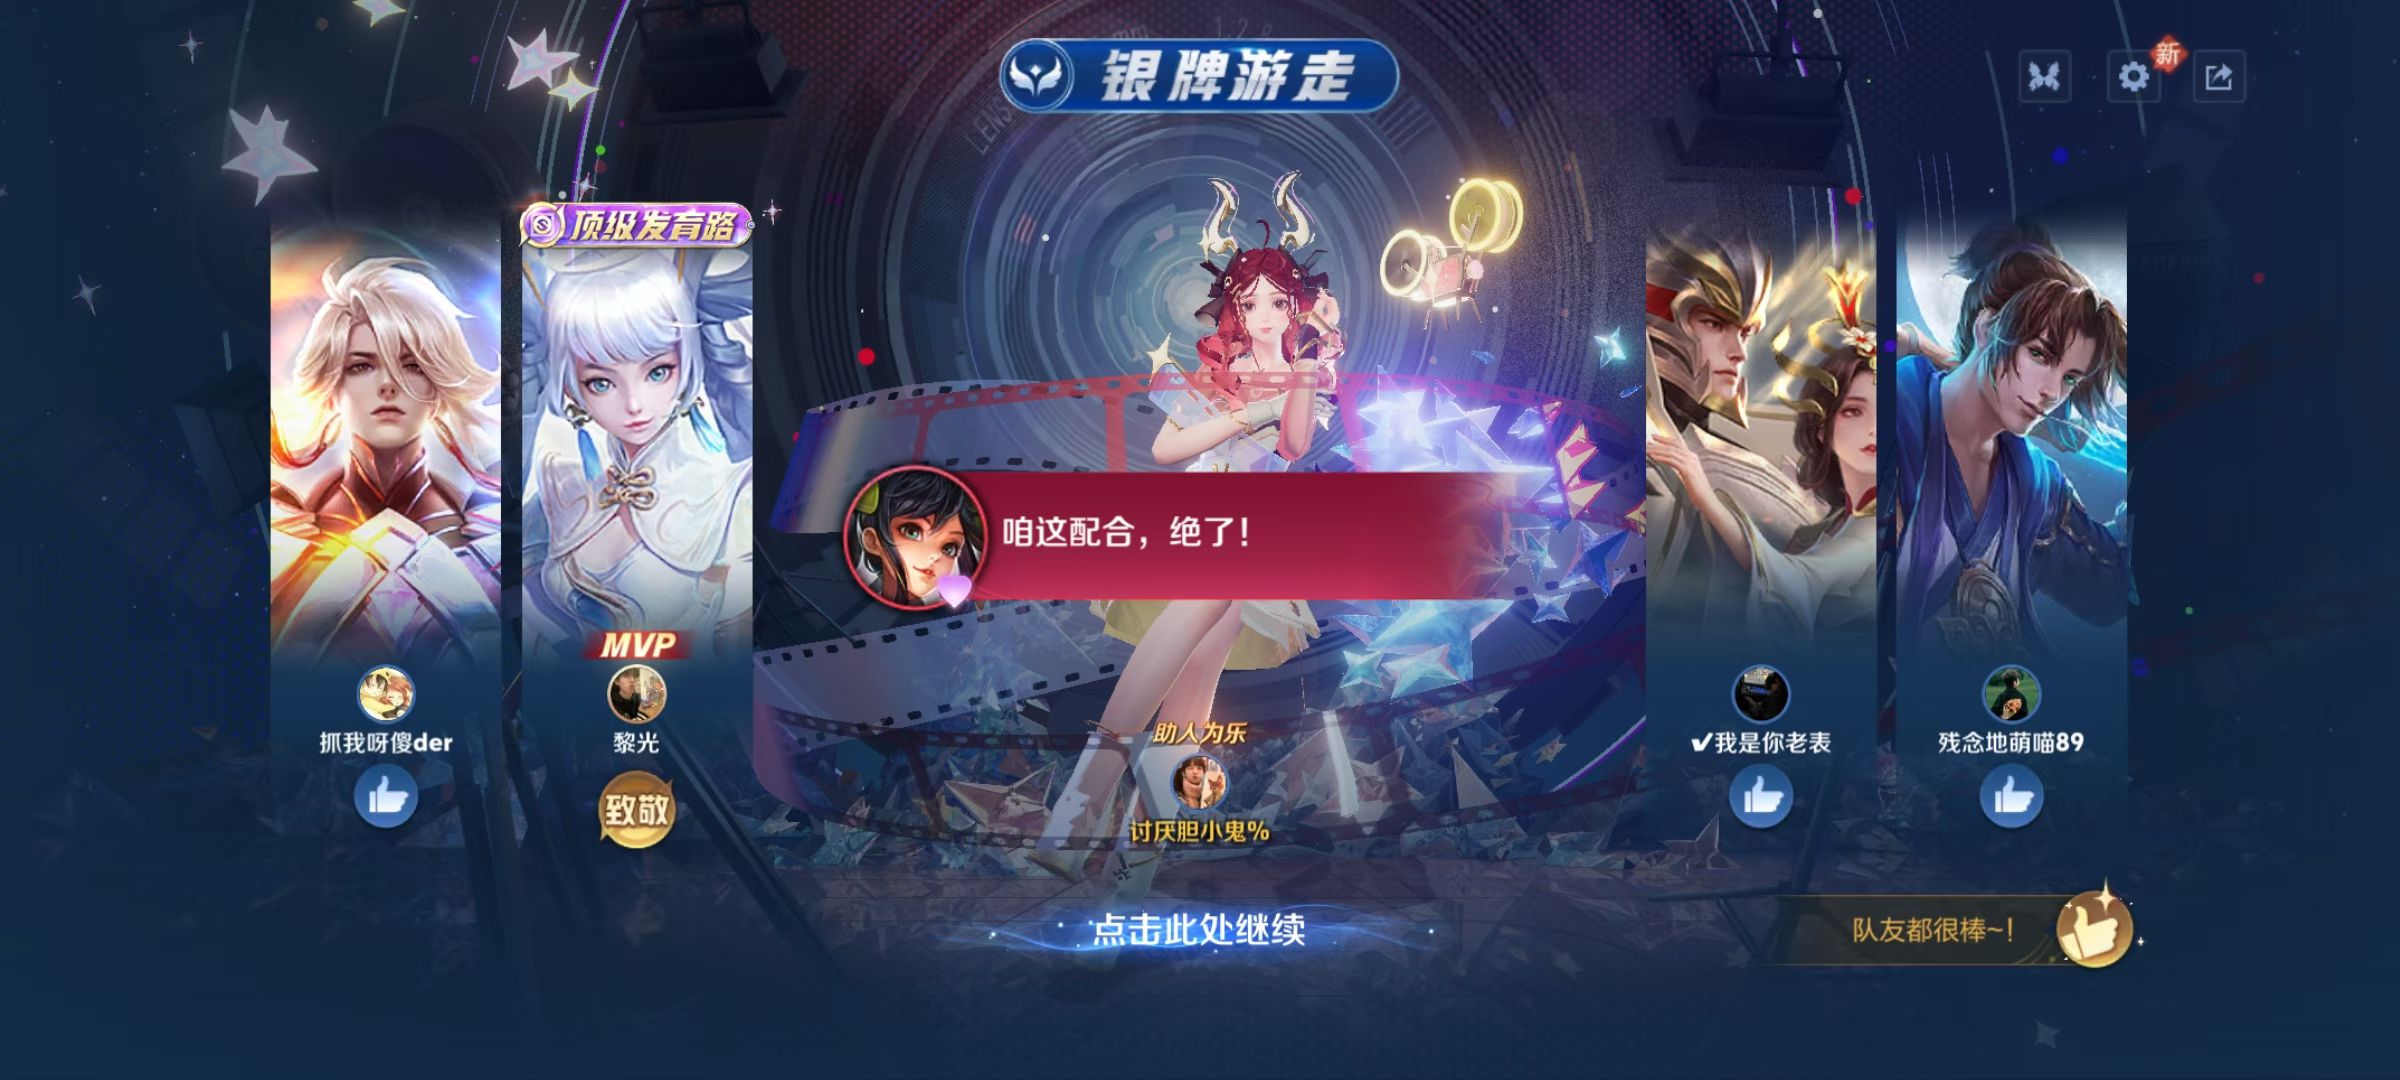 银牌游走
新
顶级发育路
咱这配合，绝了！
MVP
抓我呀傻der
黎光
致敬
助人为乐
讨厌胆小鬼%
✔我是你老表
残念地萌喵89
点击此处继续
队友都很棒~！